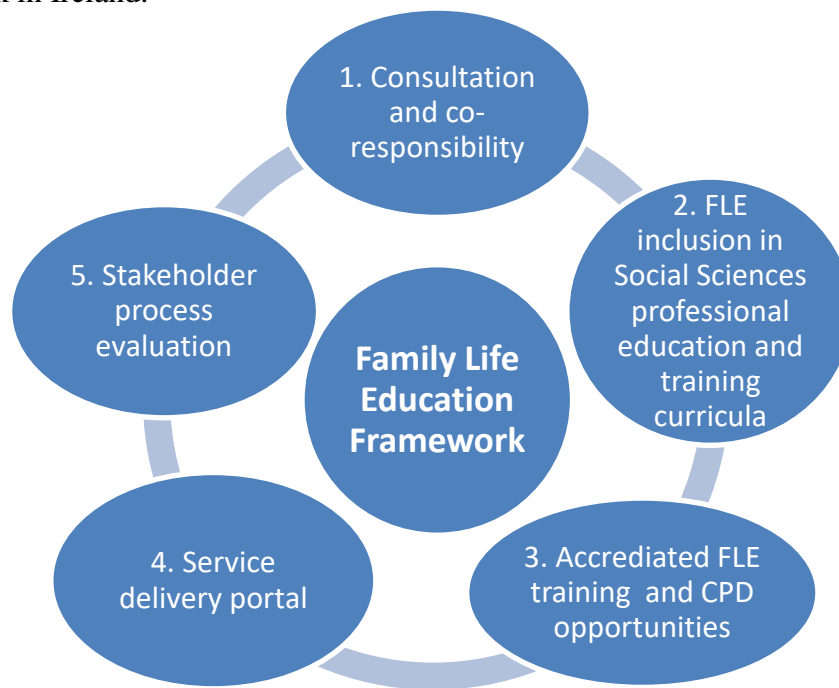 in Ireland.
1. Consultation
and co-
responsibility
2. FLE
inclusion in
Social Sciences
professional
education and
training
curricula
3. Accrediated FLE
training and CPD
opportunities
4. Service
delivery portal
5. Stakeholder
process
evaluation
Family Life
Education
Framework